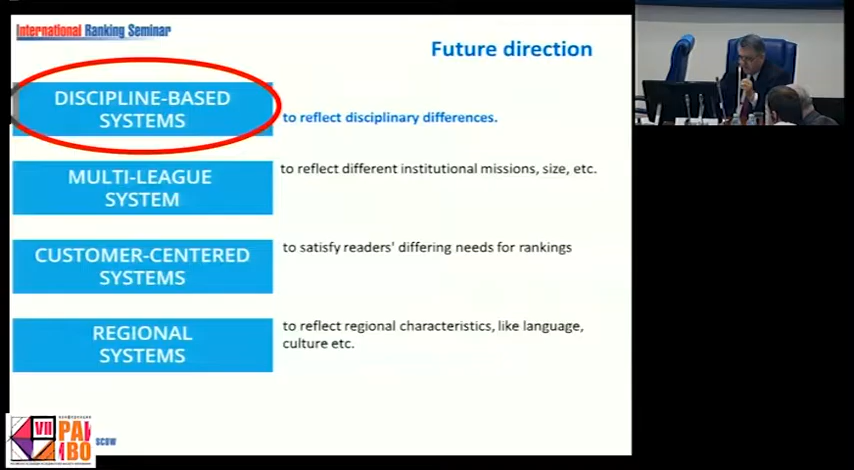 International Ranking Seminar
Future direction
DISCIPLINE-BASED
SYSTEMS
to reflect disciplinary differences.
MULTI-LEAGUE
SYSTEM
to reflect different institutional missions, size, etc.
CUSTOMER-CENTERED
SYSTEMS
to satisfy readers' differing needs for rankings
REGIONAL
SYSTEMS
to reflect regional characteristics, like language,
culture etc.
VII
scow